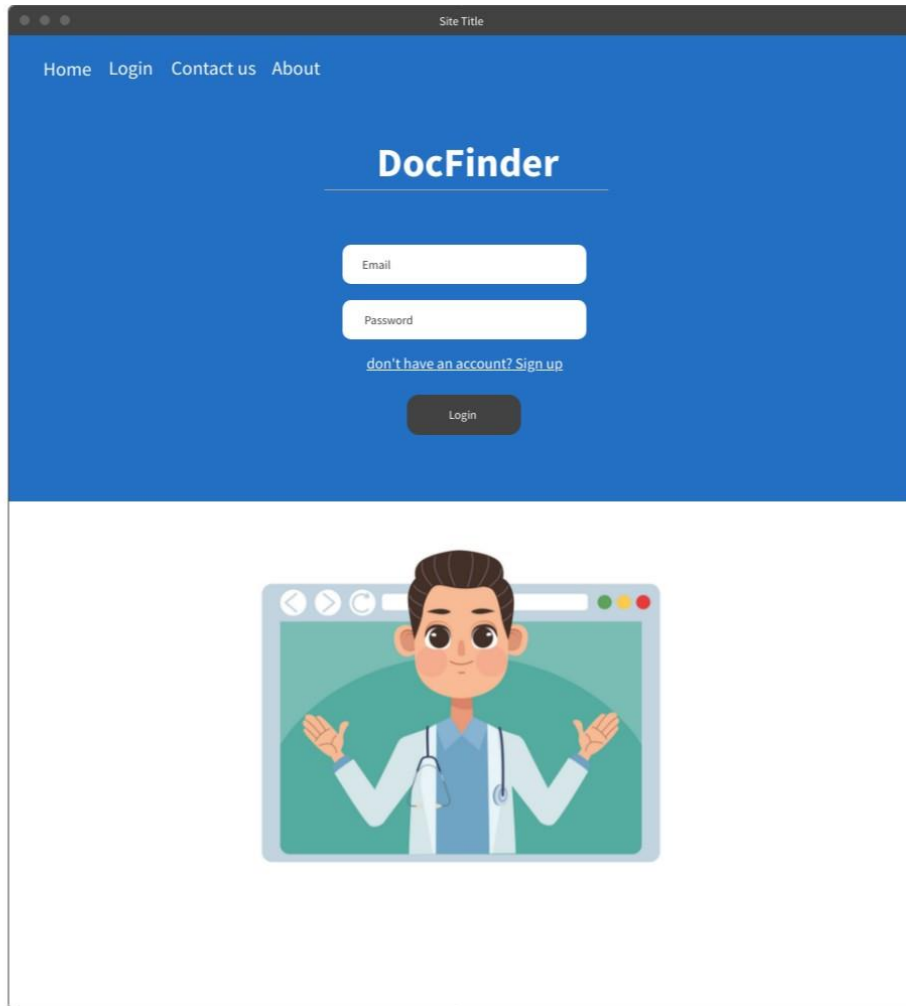 Site Title
Home Login Contact us About
DocFinder
Email
Password
don't have an account? Sign up
Login